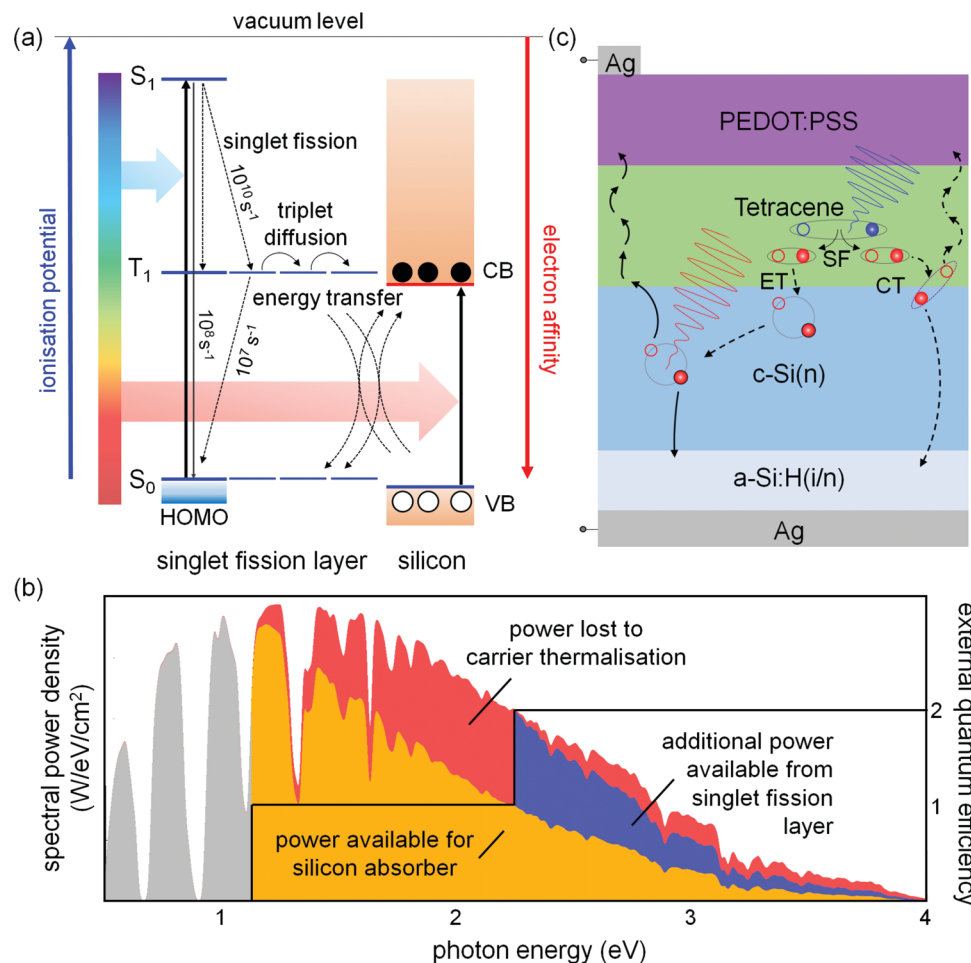 (a)
vacuum level
S1
singlet fission
10^10 s^-1
triplet
diffusion
T1
CB
energy transfer
10^8 s^-1
10^7 s^-1
S0
HOMO
VB
ionisation potential
electron affinity
singlet fission layer
silicon
(c)
Ag
PEDOT:PSS
Tetracene
SF
ET
CT
c-Si(n)
a-Si:H(i/n)
Ag
(b)
spectral power density
(W/eV/cm²)
power lost to
carrier thermalisation
additional power
available from
singlet fission
layer
power available for
silicon absorber
2
1
external quantum efficiency
1
2
3
4
photon energy (eV)